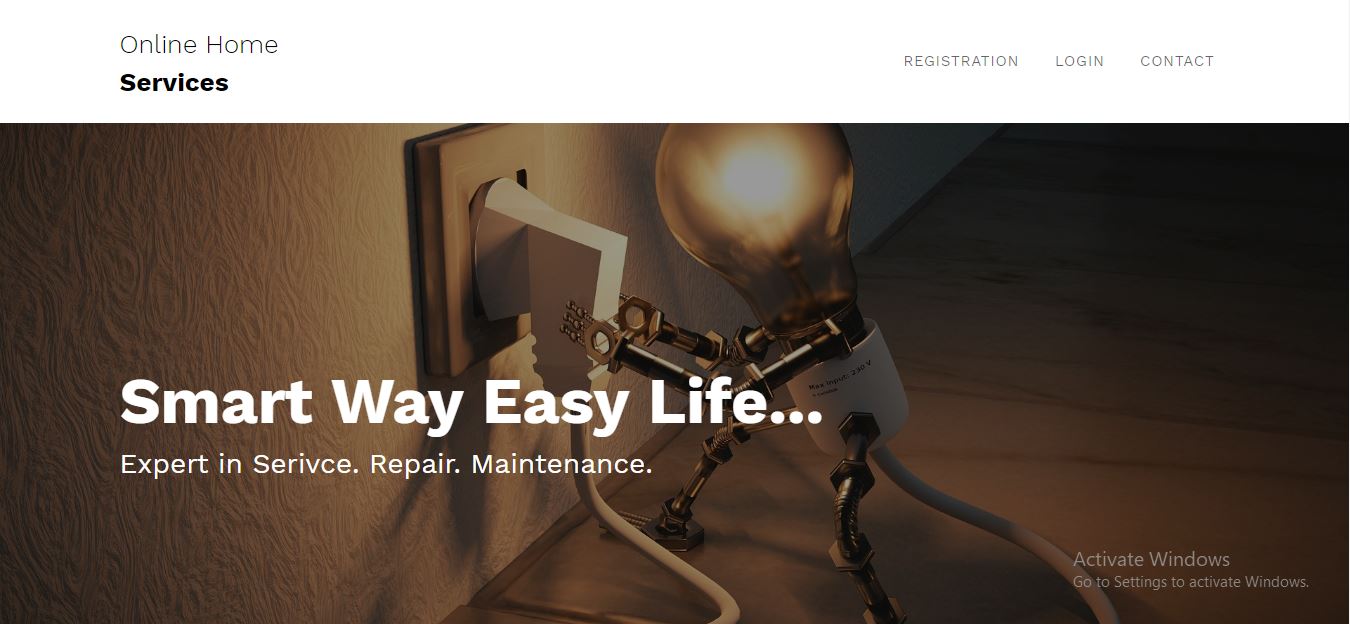 Online Home
Services
REGISTRATION LOGIN CONTACT
Max Input: 230 V
Smart Way Easy Life...
Expert in Serivce. Repair. Maintenance.
Activate Windows
Go to Settings to activate Windows.